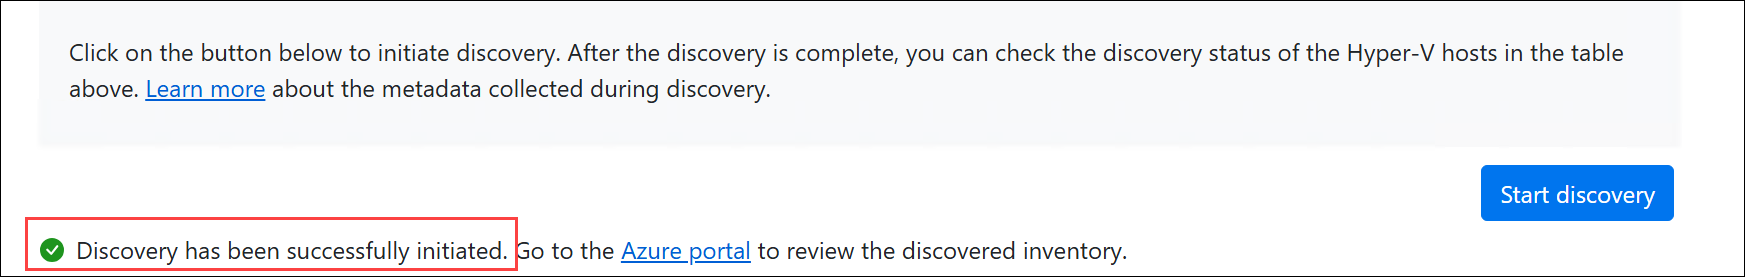 Click on the button below to initiate discovery. After the discovery is complete, you can check the discovery status of the Hyper-V hosts in the table
above. Learn more about the metadata collected during discovery.
Start discovery
Discovery has been successfully initiated. Go to the Azure portal to review the discovered inventory.